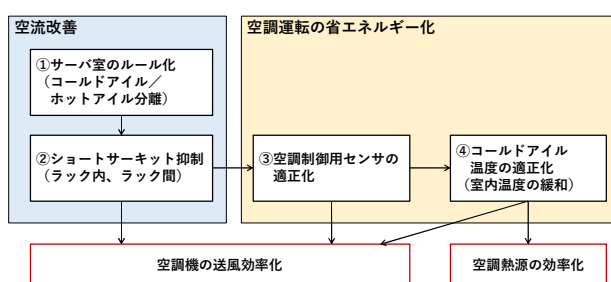 空流改善
空調運転の省エネルギー化
①サーバ室のルール化
（コールドアイル／
ホットアイル分離）
②ショートサーキット抑制
（ラック内、ラック間）
③空調制御用センサの
適正化
④コールドアイル
温度の適正化
（室内温度の緩和）
空調機の送風効率化
空調熱源の効率化